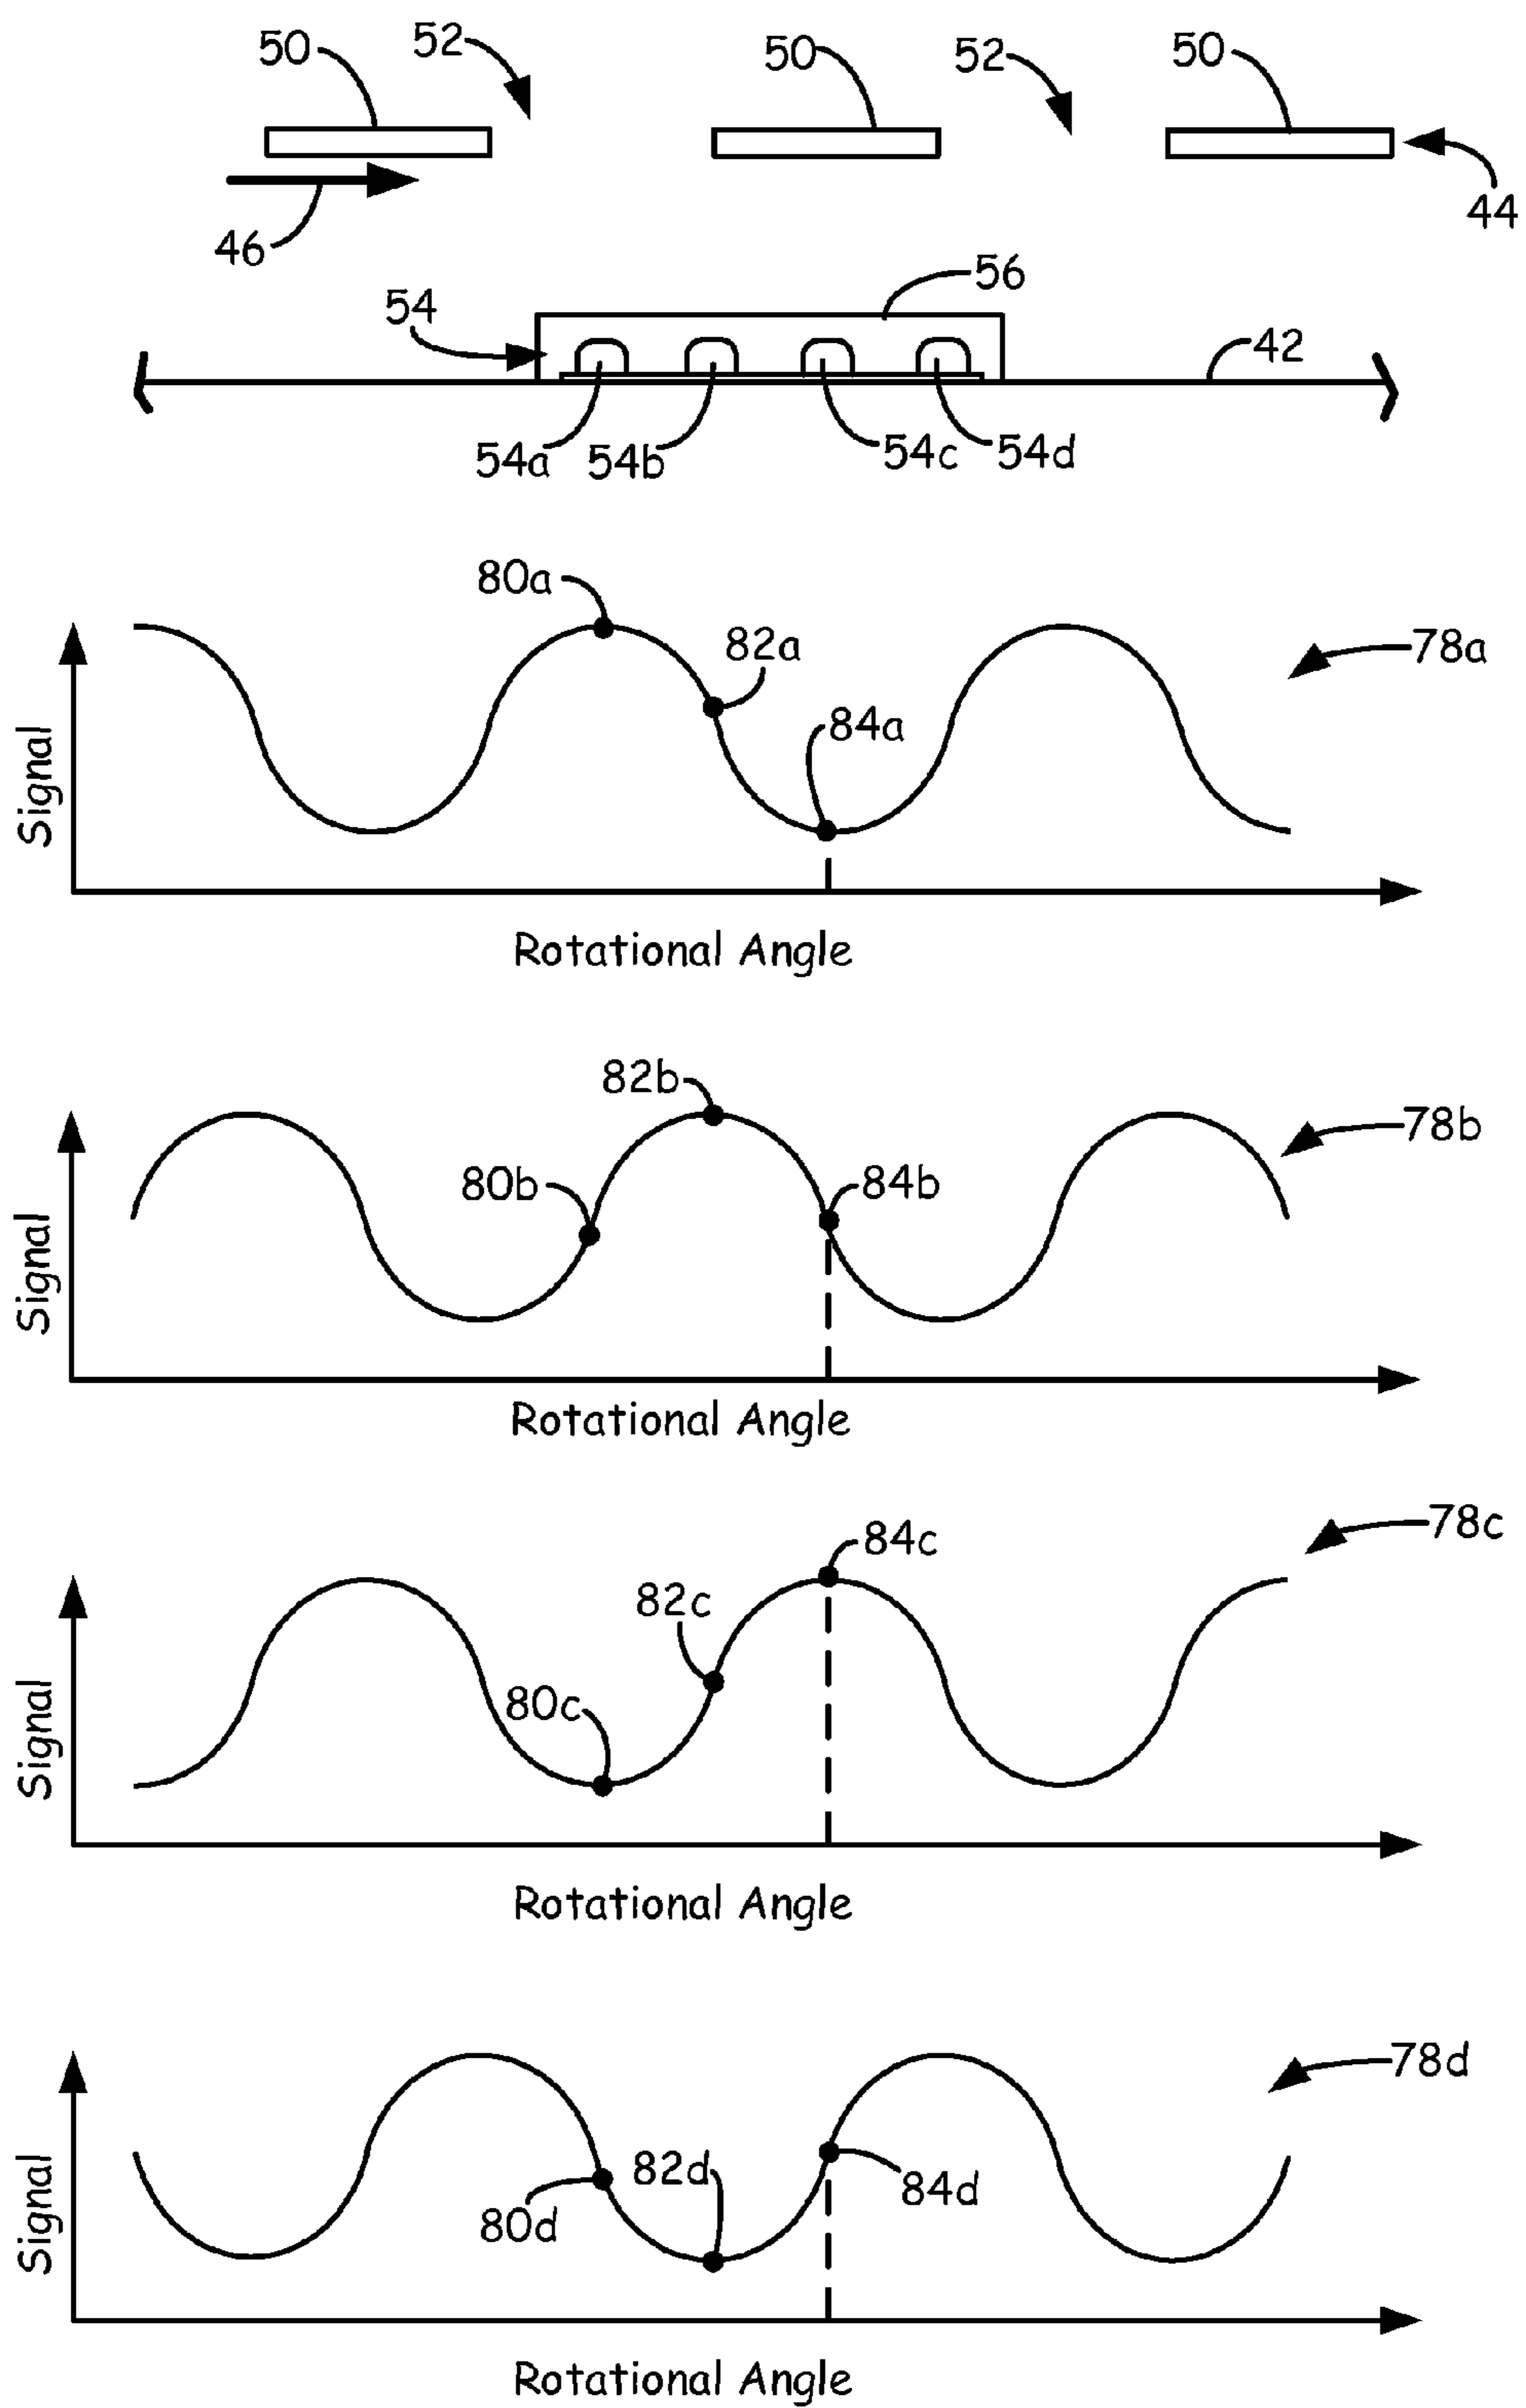 50 52 50 52 50
44
46
56
54
42
54a 54b 54c 54d
80a
82a
78a
84a
Signal
Rotational Angle
82b
78b
80b
84b
Signal
Rotational Angle
84c
78c
82c
80c
Signal
Rotational Angle
78d
82d
84d
80d
Signal
Rotational Angle